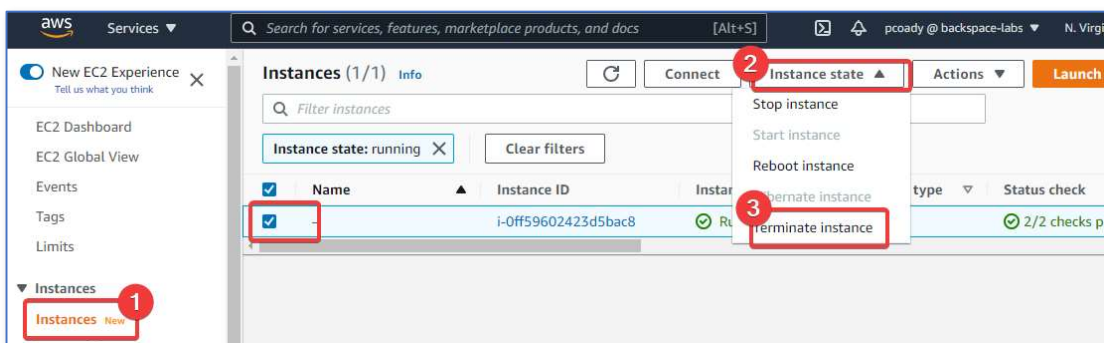 aws
Services ▼
Search for services, features, marketplace products, and docs [Alt+S]
pcoady @ backspace-labs ▼
N. Virgi
New EC2 Experience
Tell us what you think
EC2 Dashboard
EC2 Global View
Events
Tags
Limits
▼ Instances
1
Instances New
Instances (1/1) Info
Connect
2
Instance state ▲
Actions ▼
Launch
Filter instances
Instance state: running
Clear filters
Stop instance
Start instance
Reboot instance
instance
3
Terminate instance
Name ▲ Instance ID Instan type Status check
– i-0ff59602423d5bac8 Ru 2/2 checks p